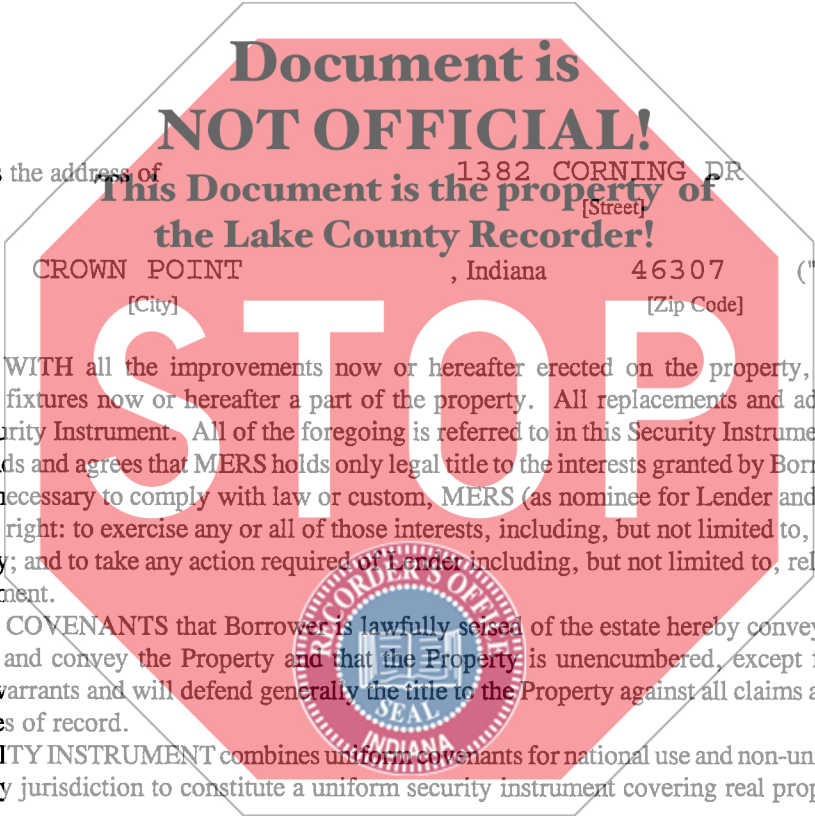 Document is
NOT OFFICIAL!
s the address of 1382 CORNING DR
This Document is the property of
[Street]
the Lake County Recorder!
CROWN POINT , Indiana 46307 ("
[City] [Zip Code]
STOP
WITH all the improvements now or hereafter erected on the property,
fixtures now or hereafter a part of the property. All replacements and ad
urity Instrument. All of the foregoing is referred to in this Security Instrume
ds and agrees that MERS holds only legal title to the interests granted by Borr
necessary to comply with law or custom, MERS (as nominee for Lender and
right: to exercise any or all of those interests, including, but not limited to,
y; and to take any action required of Lender including, but not limited to, rel
ment.
COVENANTS that Borrower is lawfully seised of the estate hereby convey
and convey the Property and that the Property is unencumbered, except f
warrants and will defend generally the title to the Property against all claims a
es of record.
ITY INSTRUMENT combines uniform covenants for national use and non-uni
y jurisdiction to constitute a uniform security instrument covering real prop
RECORDER'S OFFICE
SEAL
INDIANA